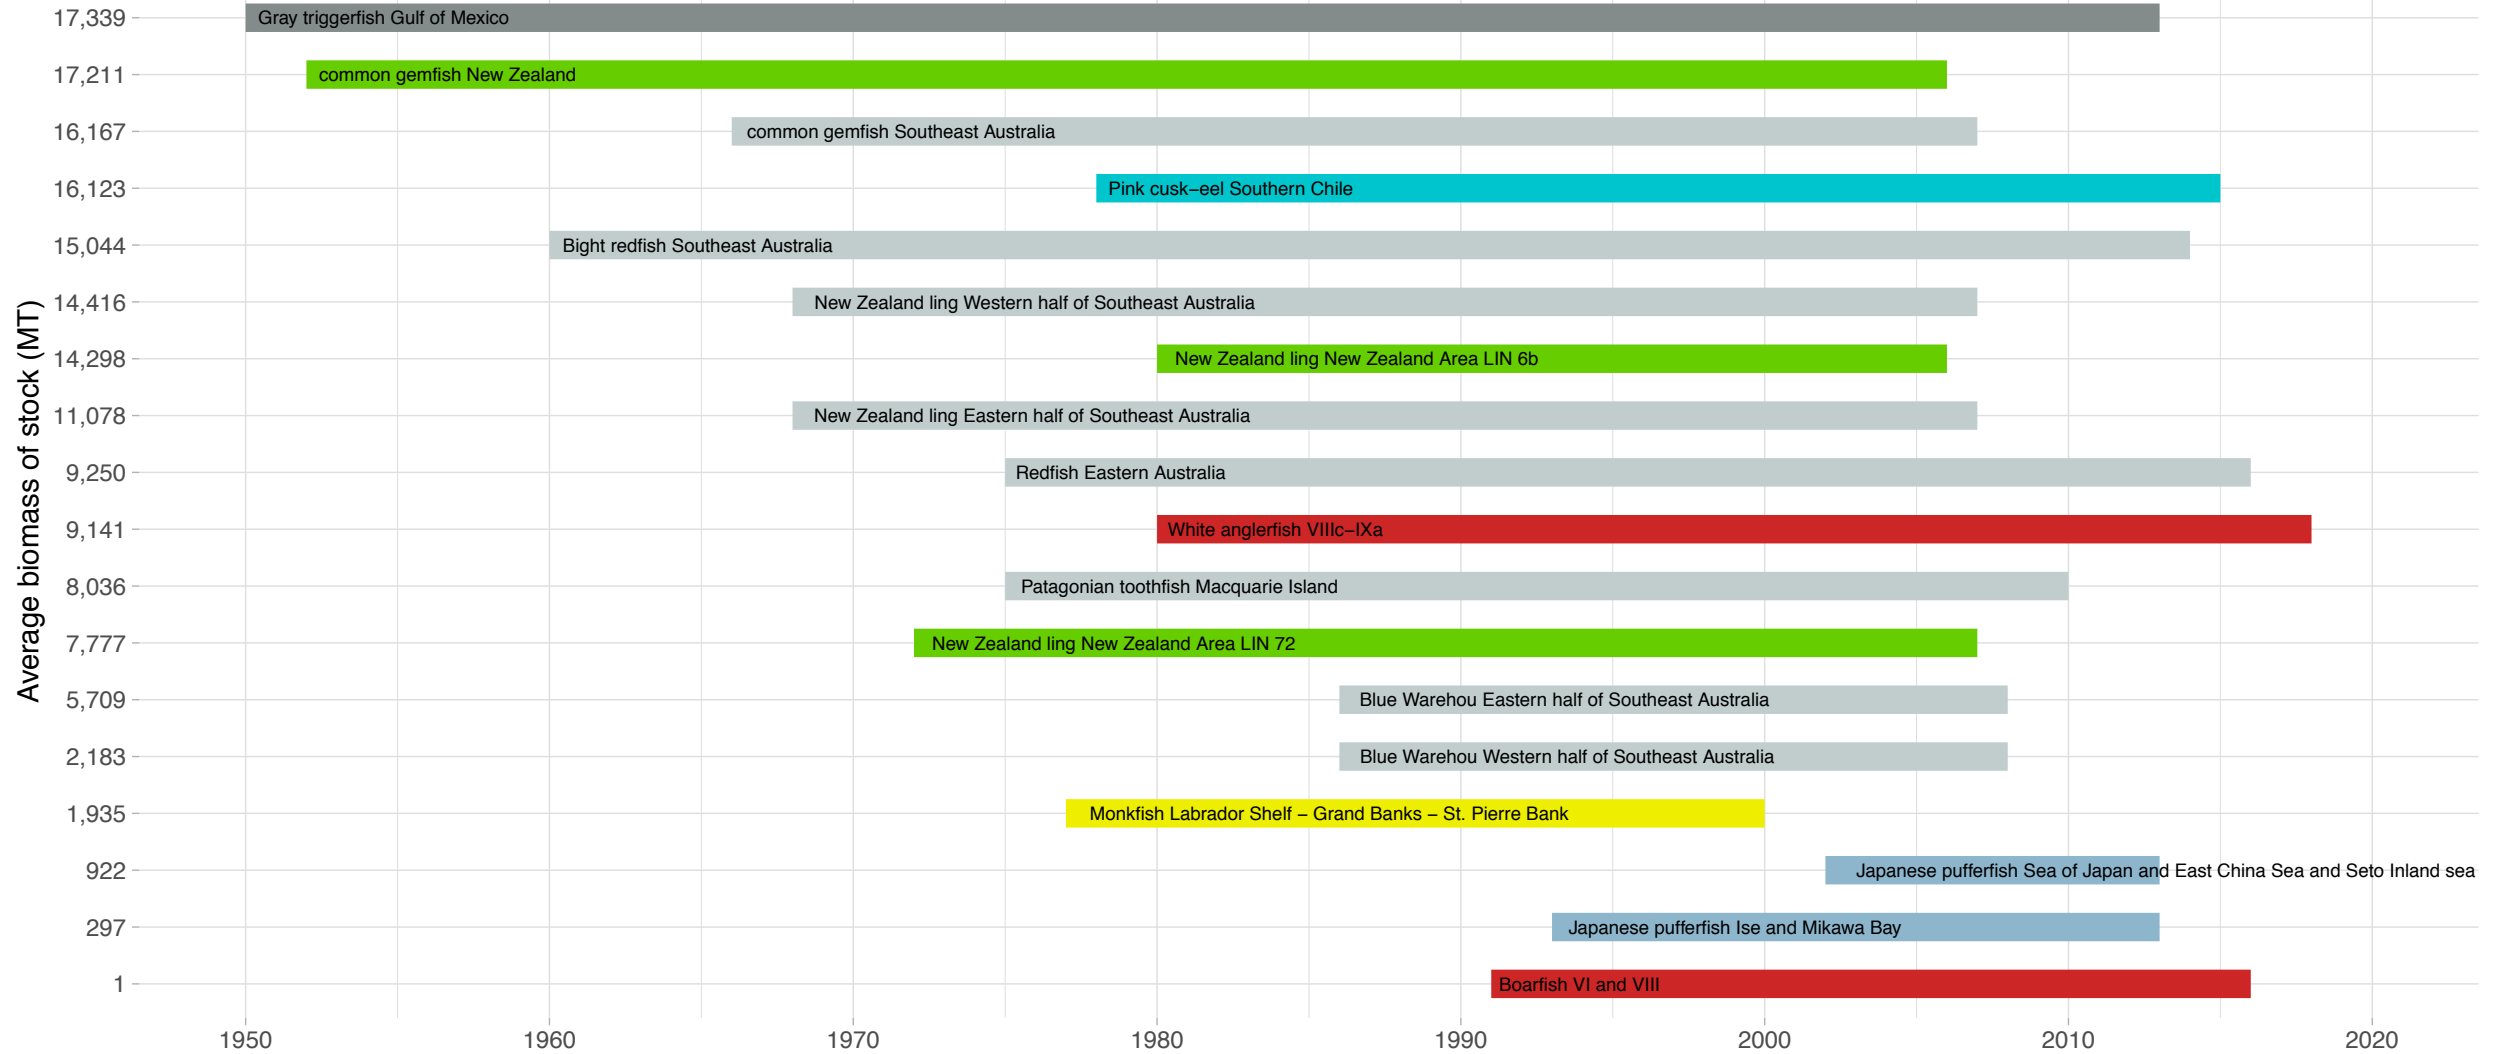 17,339 Gray triggerfish Gulf of Mexico
17,211 common gemfish New Zealand
16,167 common gemfish Southeast Australia
16,123 Pink cusk−eel Southern Chile
15,044 Bight redfish Southeast Australia
14,416 New Zealand ling Western half of Southeast Australia
14,298 New Zealand ling New Zealand Area LIN 6b
11,078 New Zealand ling Eastern half of Southeast Australia
9,250 Redfish Eastern Australia
9,141 White anglerfish VIIIc−IXa
8,036 Patagonian toothfish Macquarie Island
7,777 New Zealand ling New Zealand Area LIN 72
5,709 Blue Warehou Eastern half of Southeast Australia
2,183 Blue Warehou Western half of Southeast Australia
1,935 Monkfish Labrador Shelf − Grand Banks − St. Pierre Bank
922 Japanese pufferfish Sea of Japan and East China Sea and Seto Inland sea
297 Japanese pufferfish Ise and Mikawa Bay
1 Boarfish VI and VIII
Average biomass of stock (MT)
1950 1960 1970 1980 1990 2000 2010 2020